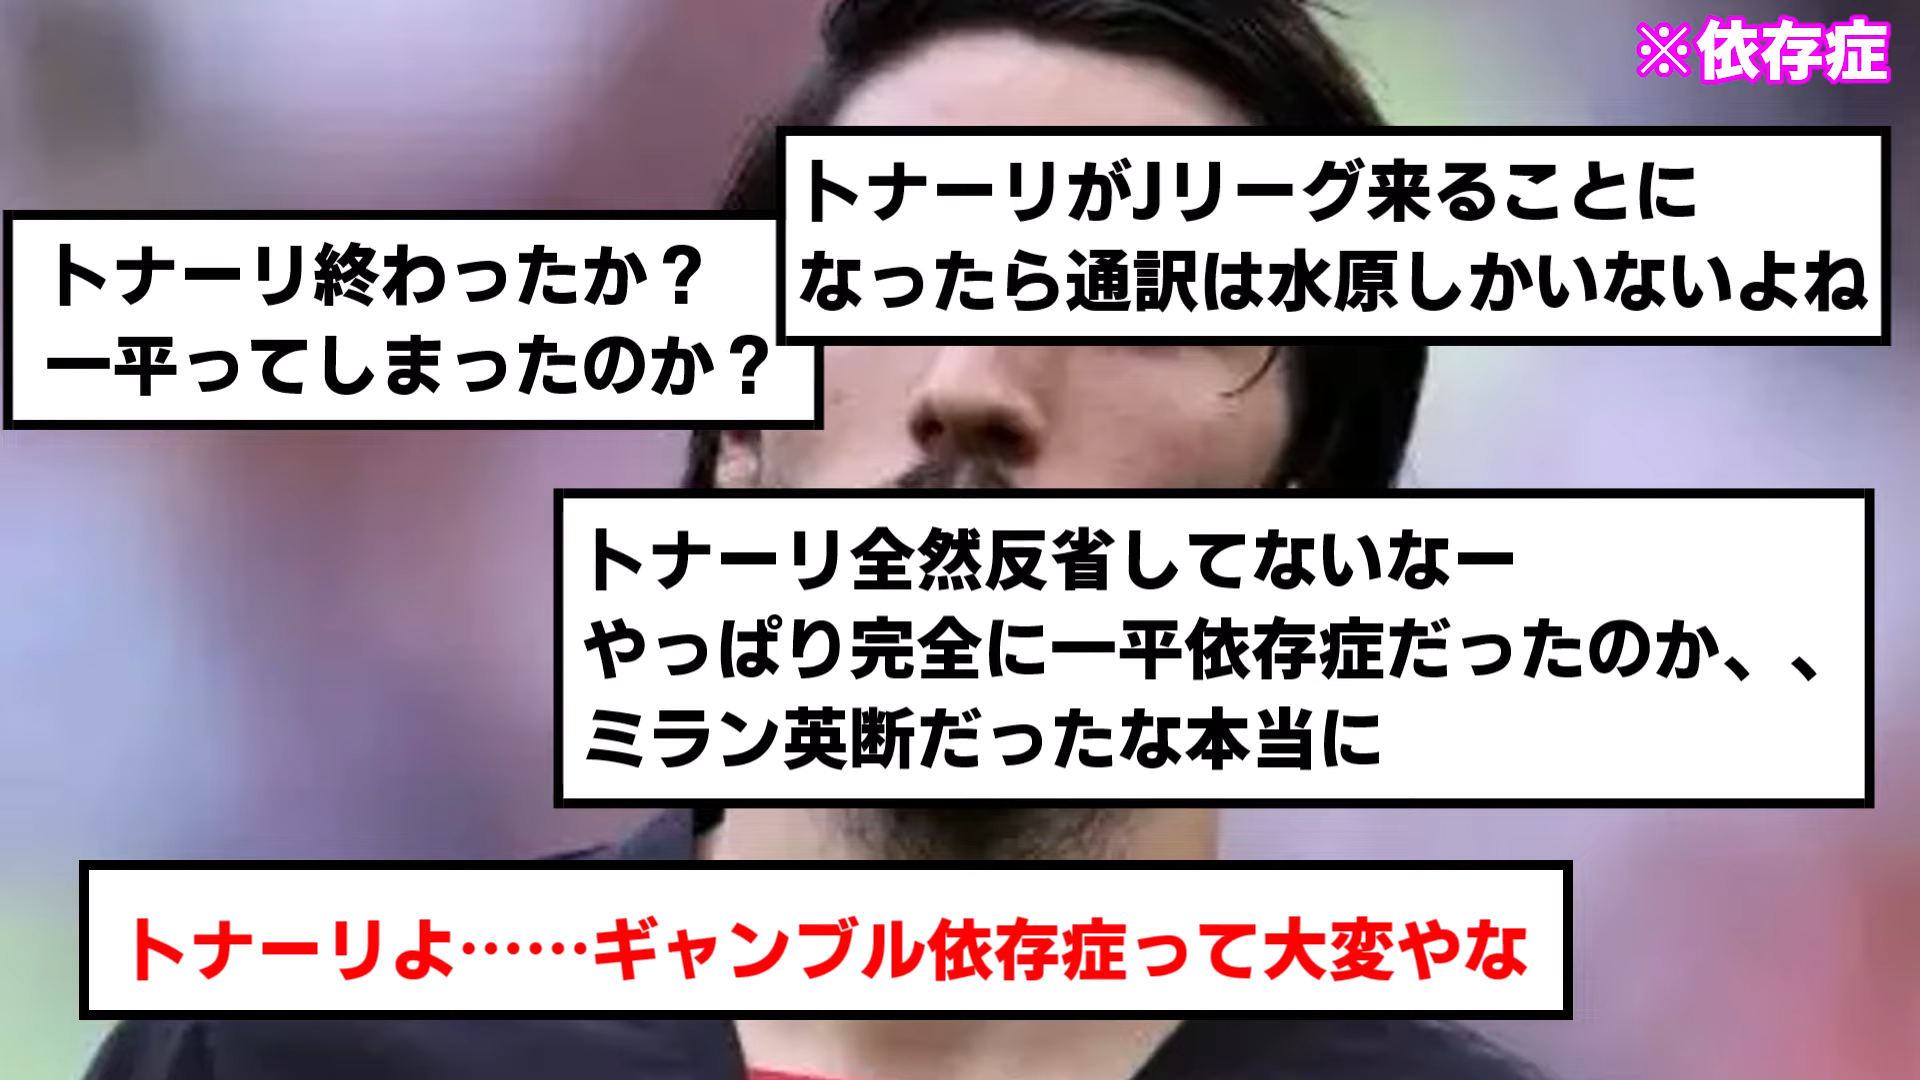 ※依存症
トナーリがJリーグ来ることに
なったら通訳は水原しかいないよね
トナーリ終わったか？
一平ってしまったのか？
トナーリ全然反省してないなー
やっぱり完全に一平依存症だったのか、、
ミラン英断だったな本当に
トナーリよ……ギャンブル依存症って大変やな